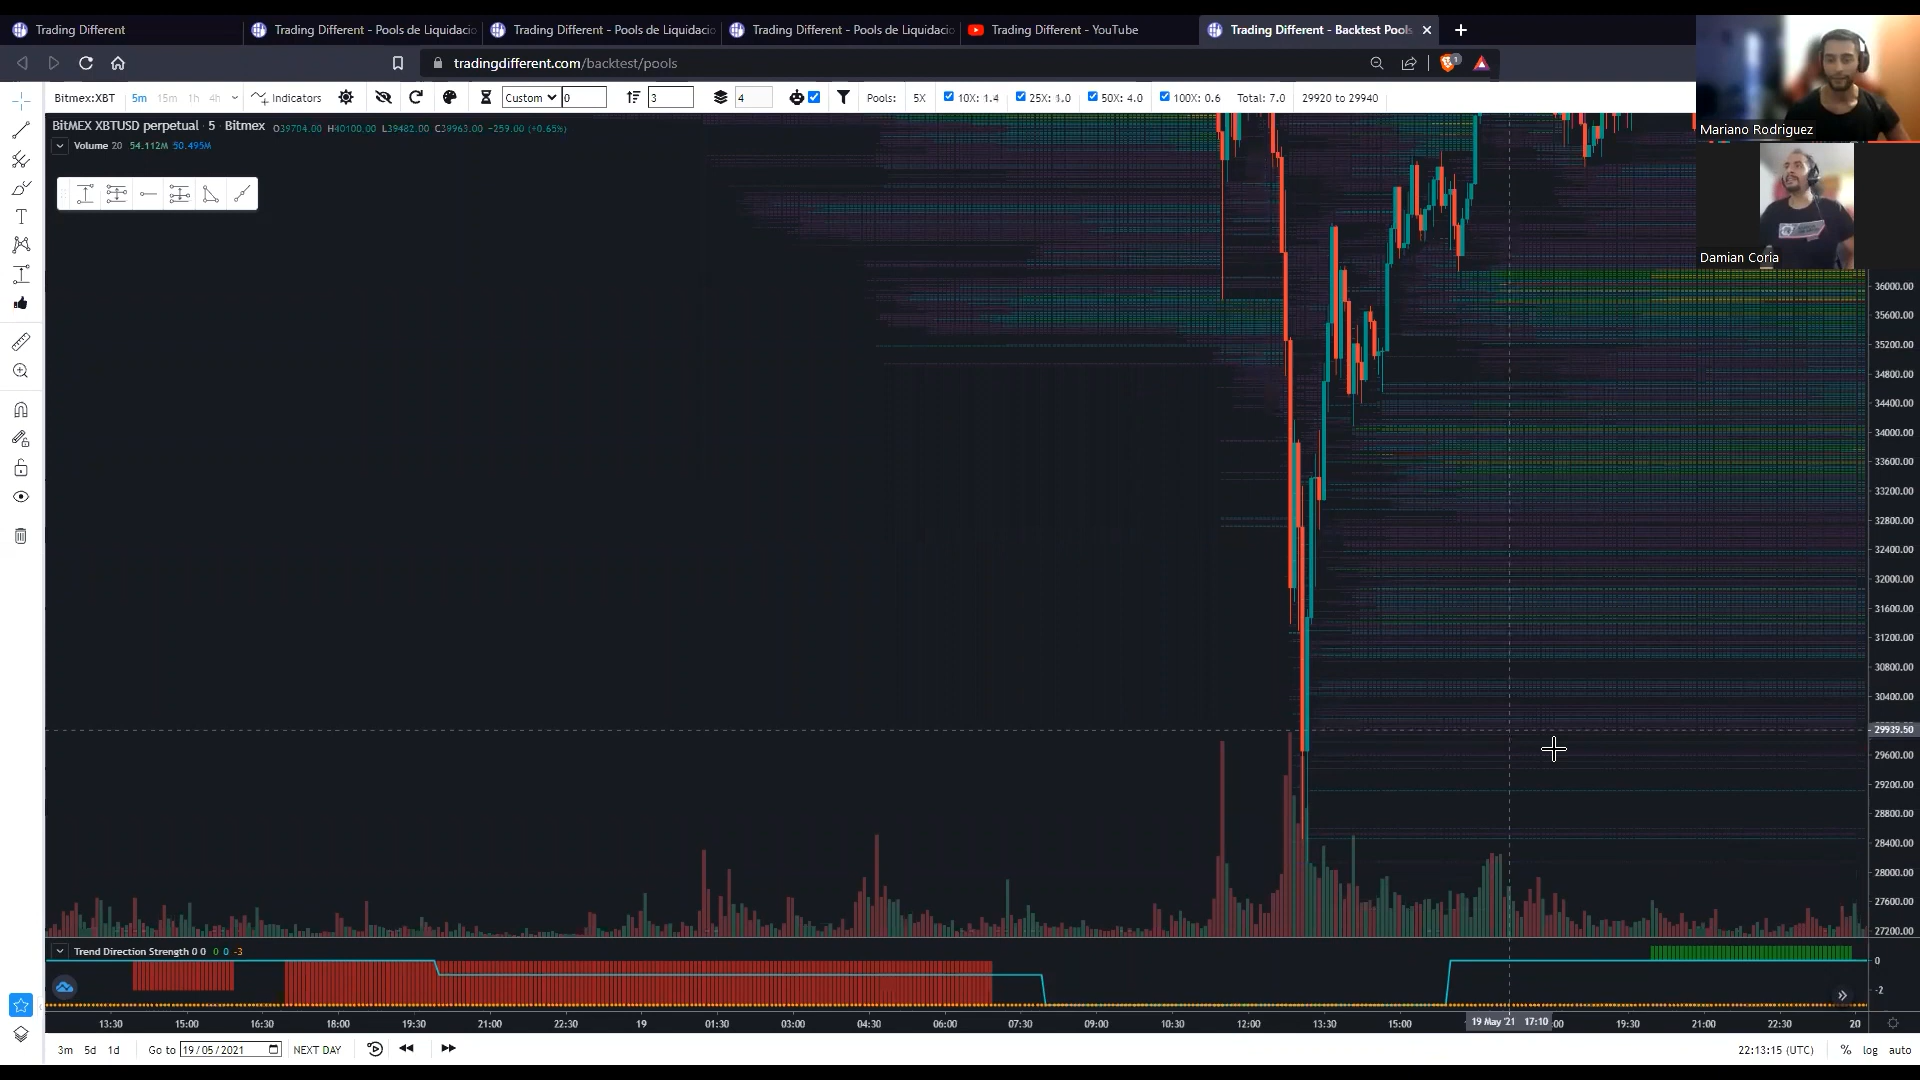 Trading Different
Trading Different - Pools de Liquidacio
Trading Different - Pools de Liquidacio
Trading Different - Pools de Liquidacio
Trading Different - YouTube
Trading Different - Backtest Pools
tradingdifferent.com/backtest/pools
1
Mariano Rodriguez
Damian Coria
Bitmex:XBT 5m 15m 1h 4h Indicators Custom 0 3 4 Pools: 5X 10X: 1.4 25X: 1.0 50X: 4.0 100X: 0.6 Total: 7.0 29920 to 29940
BitMEX XBTUSD perpetual · 5 · Bitmex O39704.00 H40100.00 L39482.00 C39963.00 −259.00 (+0.65%)
Volume 20 54.112M 50.495M
T
36000.00
35600.00
35200.00
34800.00
34400.00
34000.00
33600.00
33200.00
32800.00
32400.00
32000.00
31600.00
31200.00
30800.00
30400.00
29939.50
29600.00
29200.00
28800.00
28400.00
28000.00
27600.00
27200.00
Trend Direction Strength 0 0 0 0 -3
0
-2
13:30 15:00 16:30 18:00 19:30 21:00 22:30 19 01:30 03:00 04:30 06:00 07:30 09:00 10:30 12:00 13:30 15:00 19 May '21 17:10 :00 19:30 21:00 22:30 20
3m 5d 1d Go to 19/05/2021 NEXT DAY 22:13:15 (UTC) % log auto